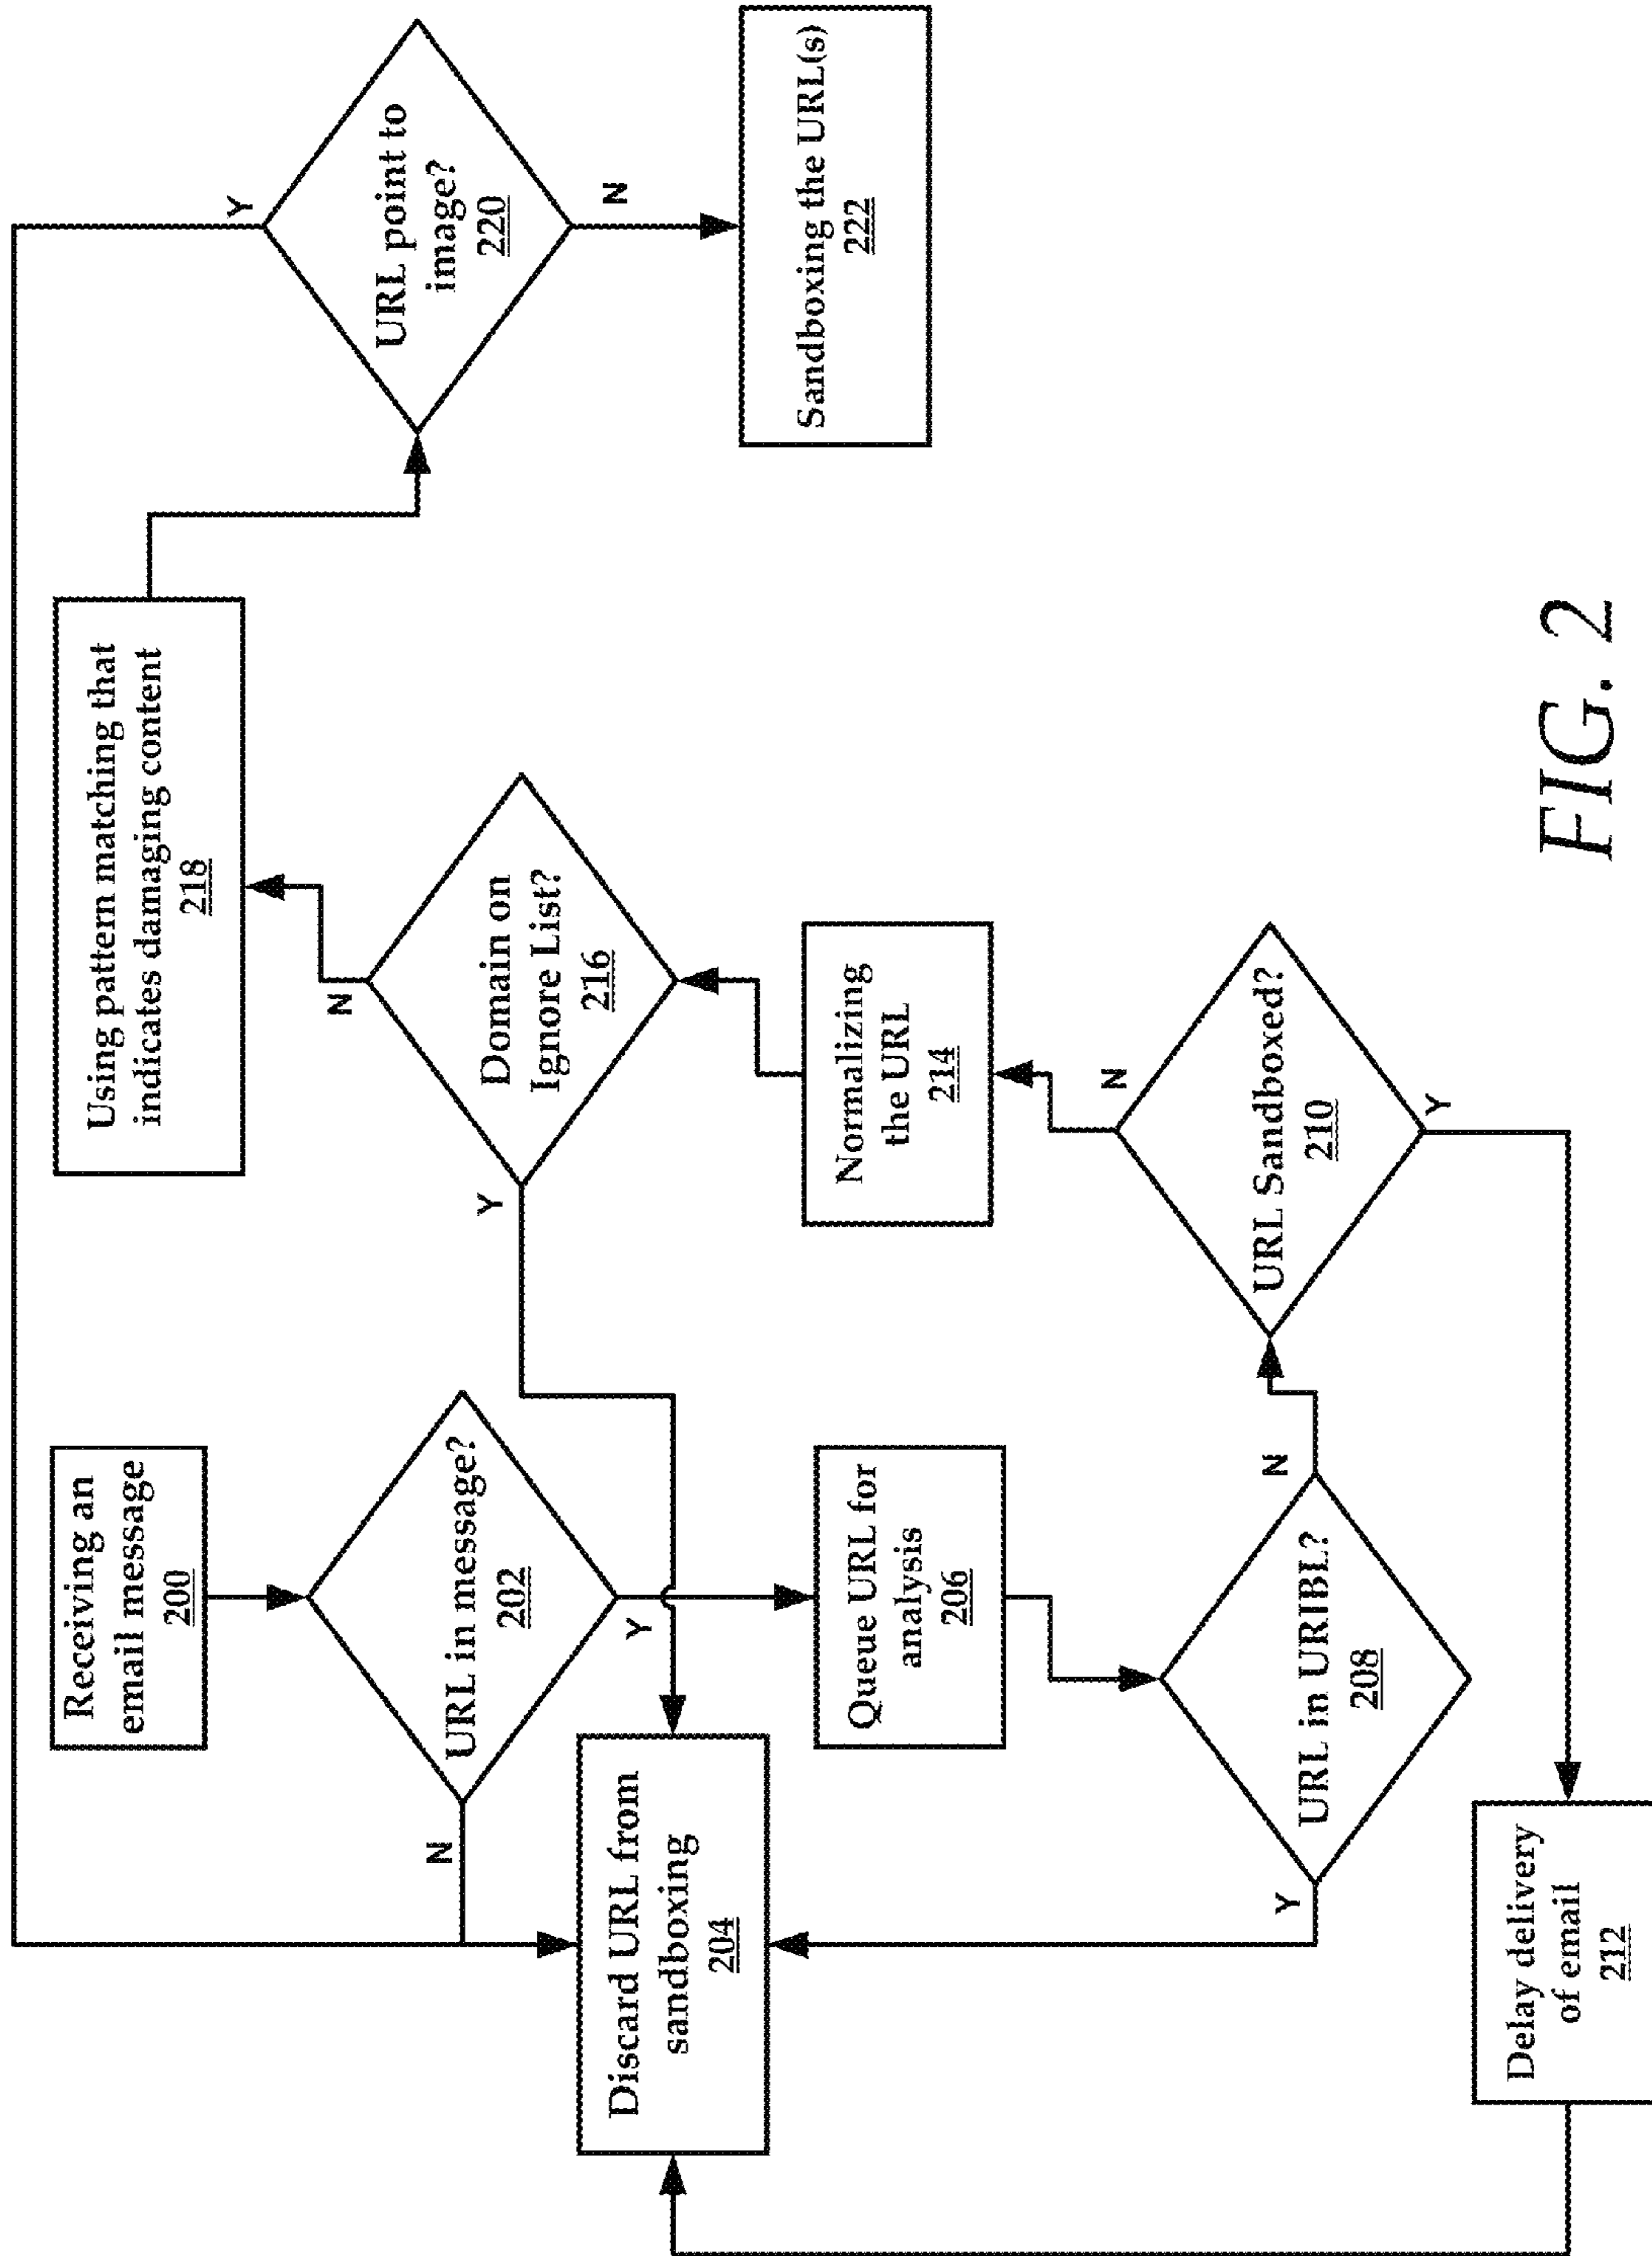 Receiving an
email message
200
URL in message?
202
N
Y
Discard URL from
sandboxing
204
Queue URL for
analysis
206
URL in URIBL?
208
Y
N
URL Sandboxed?
210
N
Y
Delay delivery
of email
212
Normalizing
the URL
214
Domain on
Ignore List?
216
Y
N
Using pattern matching that
indicates damaging content
218
URL point to
image?
220
Y
N
Sandboxing the URL(s)
222
FIG. 2